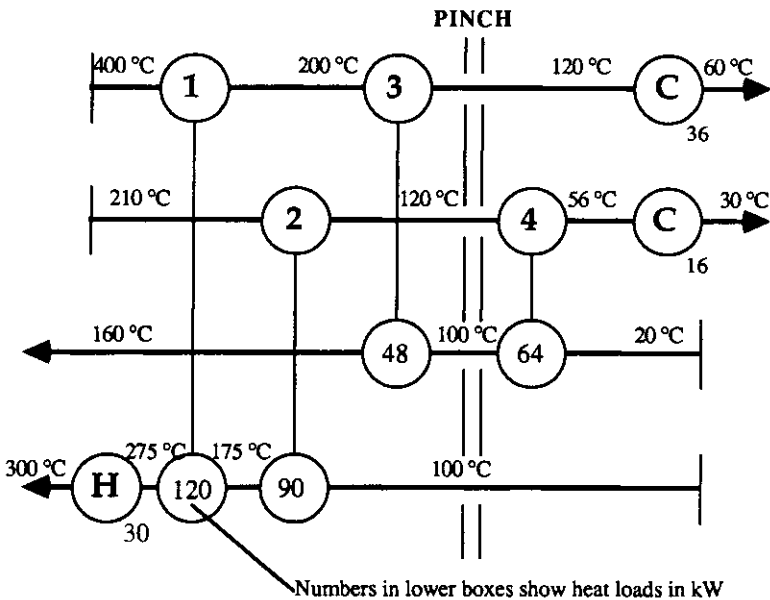 PINCH
400 °C 1 200 °C 3 120 °C C 60 °C
36
210 °C 2 120 °C 4 56 °C C 30 °C
16
160 °C 48 100 °C 64 20 °C
300 °C H 275 °C 120 175 °C 90 100 °C
30
Numbers in lower boxes show heat loads in kW